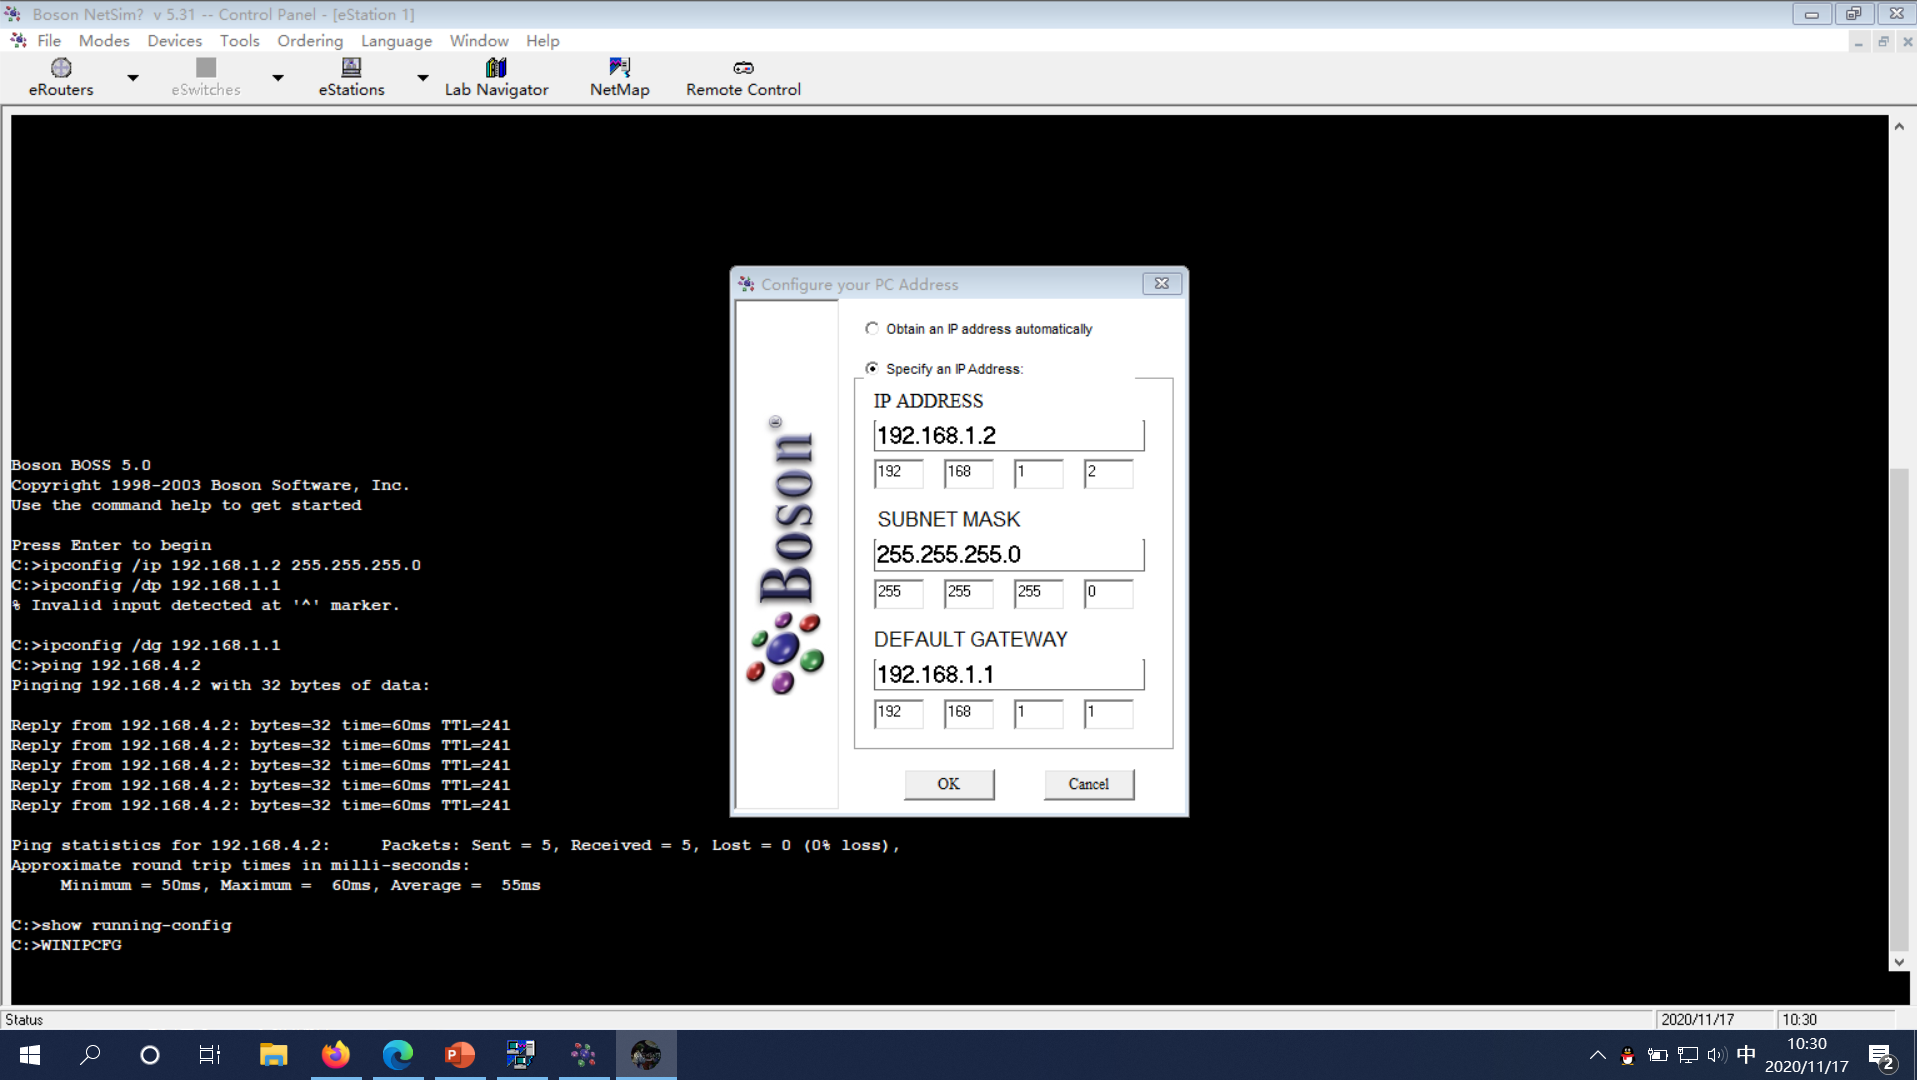 Boson NetSim? v 5.31 -- Control Panel - [eStation 1]
File Modes Devices Tools Ordering Language Window Help
eRouters eSwitches eStations Lab Navigator NetMap Remote Control
Boson BOSS 5.0
Copyright 1998-2003 Boson Software, Inc.
Use the command help to get started
Press Enter to begin
C:>ipconfig /ip 192.168.1.2 255.255.255.0
C:>ipconfig /dp 192.168.1.1
% Invalid input detected at '^' marker.
C:>ipconfig /dg 192.168.1.1
C:>ping 192.168.4.2
Pinging 192.168.4.2 with 32 bytes of data:
Reply from 192.168.4.2: bytes=32 time=60ms TTL=241
Reply from 192.168.4.2: bytes=32 time=60ms TTL=241
Reply from 192.168.4.2: bytes=32 time=60ms TTL=241
Reply from 192.168.4.2: bytes=32 time=60ms TTL=241
Reply from 192.168.4.2: bytes=32 time=60ms TTL=241
Ping statistics for 192.168.4.2: Packets: Sent = 5, Received = 5, Lost = 0 (0% loss),
Approximate round trip times in milli-seconds:
Minimum = 50ms, Maximum = 60ms, Average = 55ms
C:>show running-config
C:>WINIPCFG
Configure your PC Address
Boson
Obtain an IP address automatically
Specify an IP Address:
IP ADDRESS
192.168.1.2
192 168 1 2
SUBNET MASK
255.255.255.0
255 255 255 0
DEFAULT GATEWAY
192.168.1.1
192 168 1 1
OK Cancel
Status 2020/11/17 10:30
中 10:30
2020/11/17
2